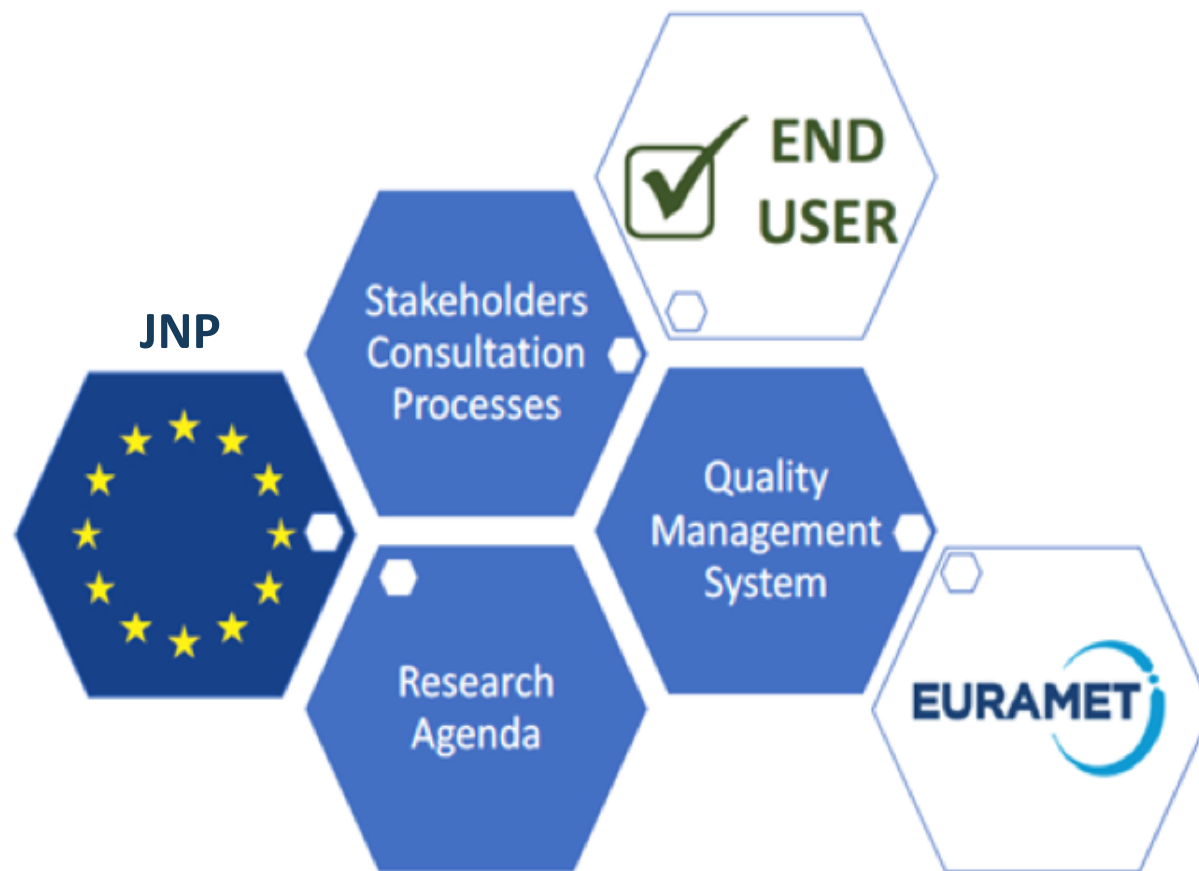 END
USER
Stakeholders
Consultation
Processes
JNP
Quality
Management
System
Research
Agenda
EURAMET